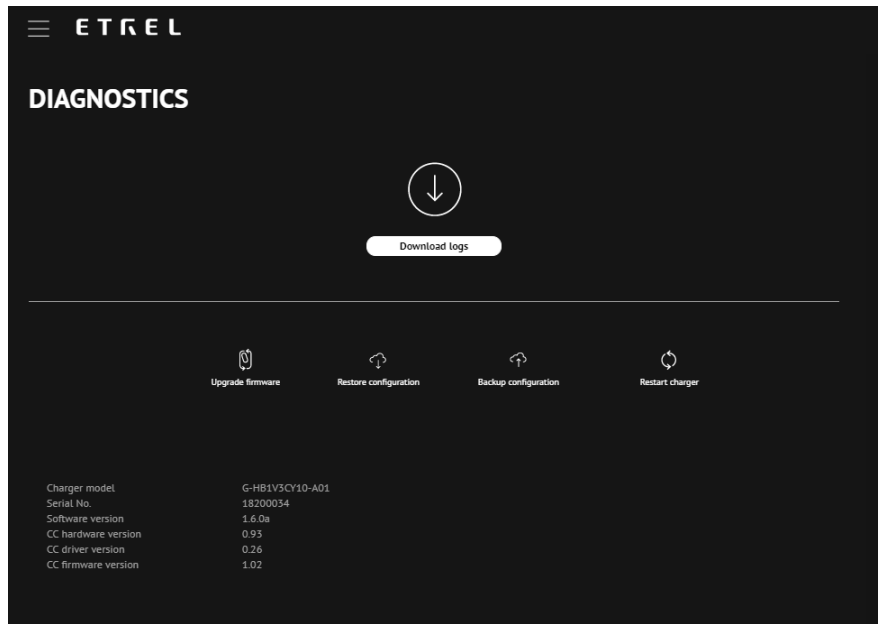 ETREL
DIAGNOSTICS
Download logs
Upgrade firmware Restore configuration Backup configuration Restart charger
Charger model G-HB1V3CY10-A01
Serial No. 18200034
Software version 1.6.0a
CC hardware version 0.93
CC driver version 0.26
CC firmware version 1.02